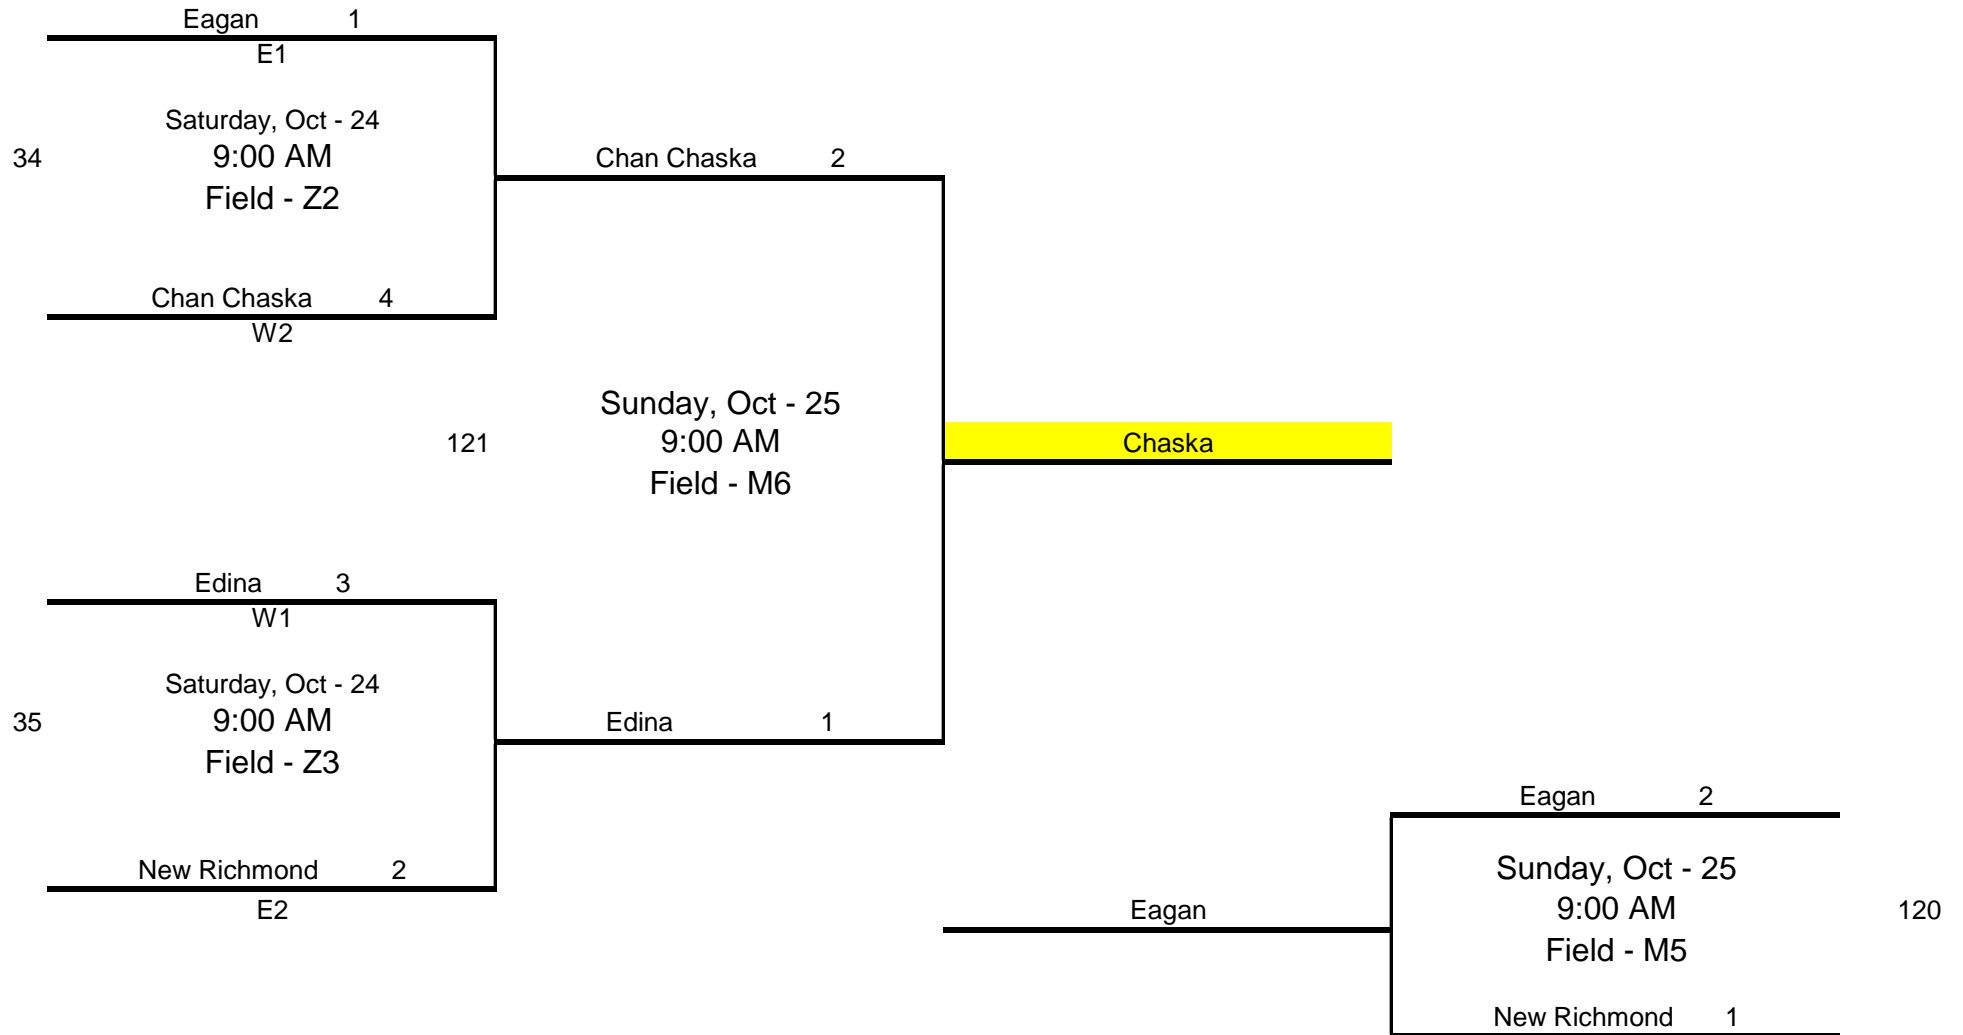 Eagan 1
E1
Saturday, Oct - 24
34 9:00 AM Chan Chaska 2
Field - Z2
Chan Chaska 4
W2
Sunday, Oct - 25
121 9:00 AM Chaska
Field - M6
Edina 3
W1
Saturday, Oct - 24
35 9:00 AM Edina 1
Field - Z3
Eagan 2
New Richmond 2 Sunday, Oct - 25
E2 Eagan 9:00 AM 120
Field - M5
New Richmond 1